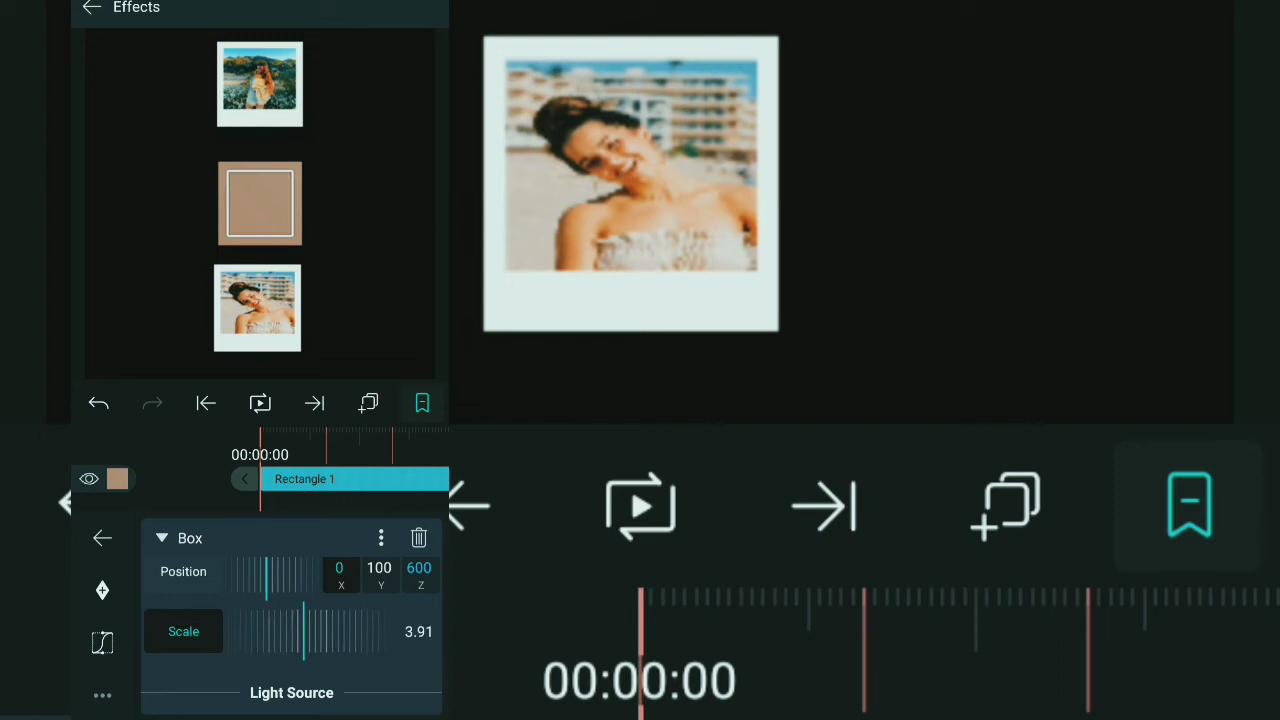 Effects
00:00:00
Rectangle 1
Box
Position 0 100 600
X Y Z
Scale 3.91
Light Source
00:00:00